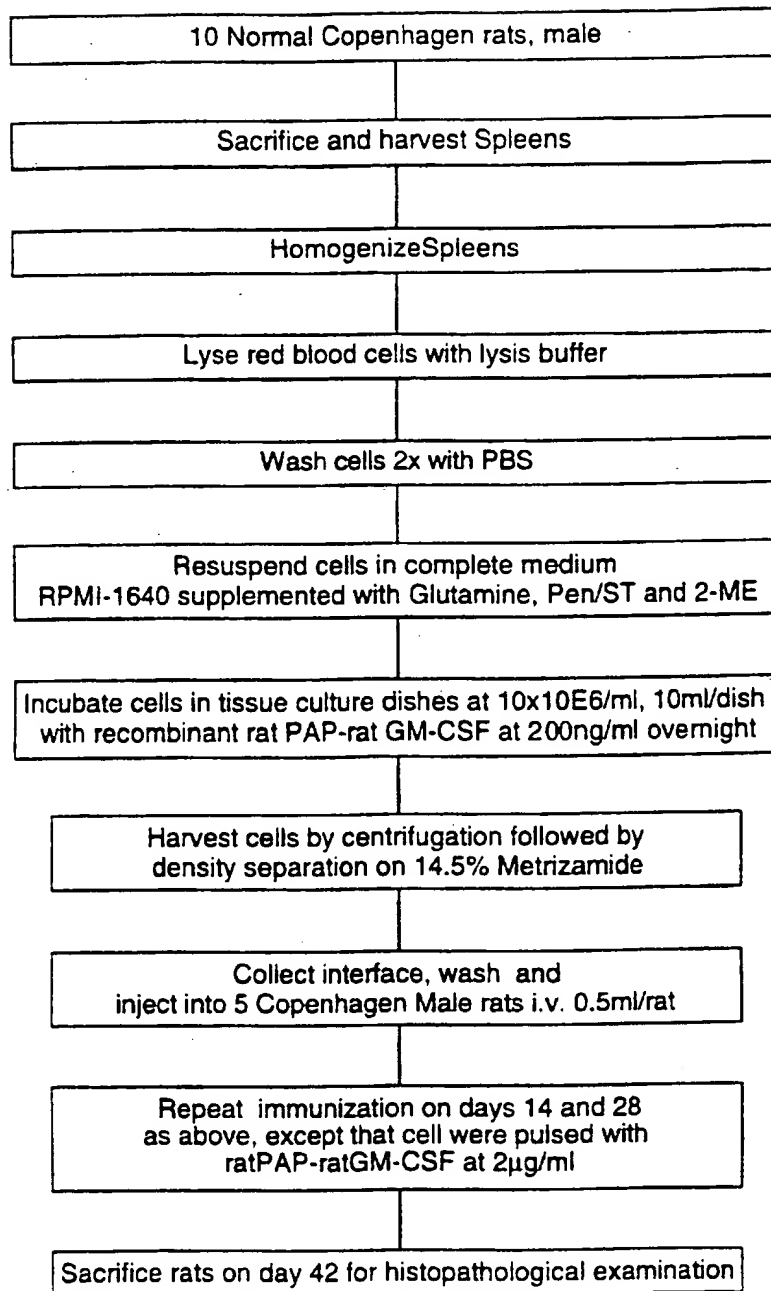 10 Normal Copenhagen rats, male
Sacrifice and harvest Spleens
HomogenizeSpleens
Lyse red blood cells with lysis buffer
Wash cells 2x with PBS
Resuspend cells in complete medium
RPMI-1640 supplemented with Glutamine, Pen/ST and 2-ME
Incubate cells in tissue culture dishes at 10x10E6/ml, 10ml/dish
with recombinant rat PAP-rat GM-CSF at 200ng/ml overnight
Harvest cells by centrifugation followed by
density separation on 14.5% Metrizamide
Collect interface, wash and
inject into 5 Copenhagen Male rats i.v. 0.5ml/rat
Repeat immunization on days 14 and 28
as above, except that cell were pulsed with
ratPAP-ratGM-CSF at 2µg/ml
Sacrifice rats on day 42 for histopathological examination